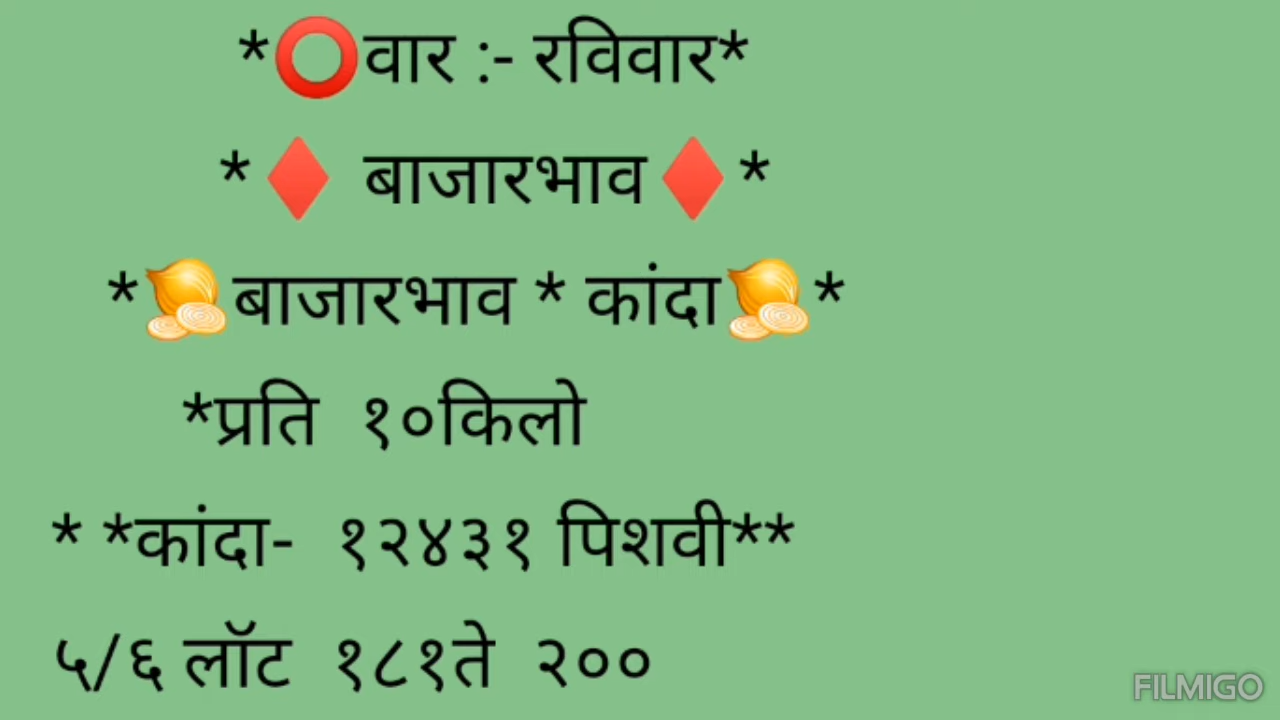 *⭕वार :- रविवार*
*♦️ बाजारभाव♦️*
*🧅बाजारभाव * कांदा🧅*
*प्रति १०किलो
* *कांदा- १२४३१ पिशवी**
५/६ लॉट १८१ते २००
FILMIGO